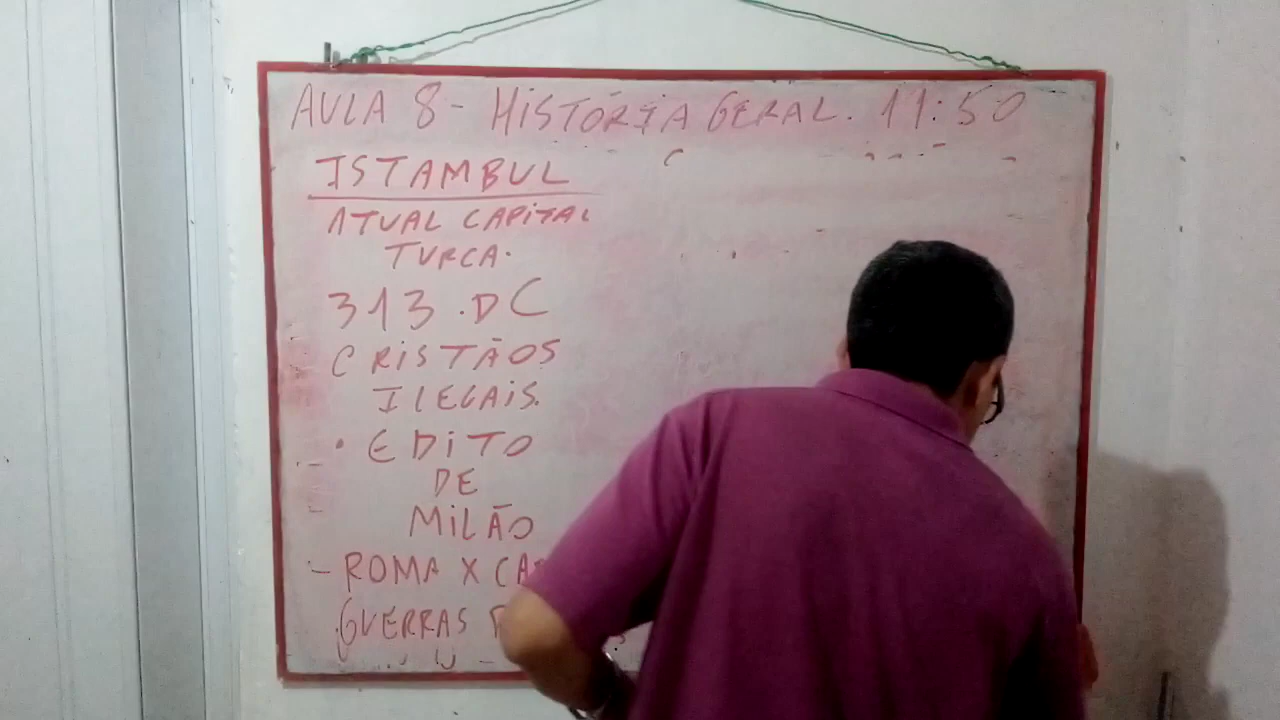 AULA 8 - HISTÓRIA GERAL. 11:50
ISTAMBUL
ATUAL CAPITAL
TURCA.
313.DC
CRISTÃOS
ILEGAIS.
• EDITO
DE
MILÃO
- ROMA X
GUERRAS